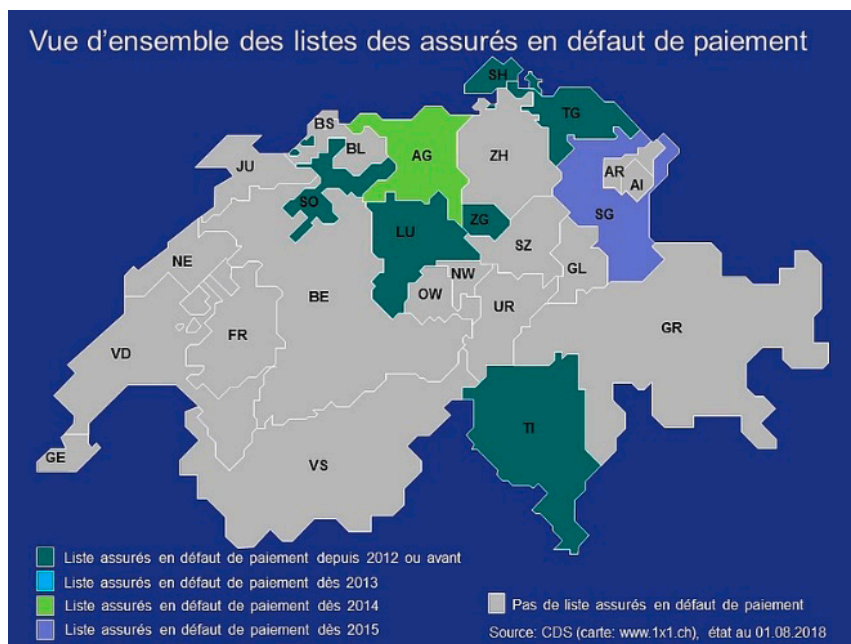 Vue d'ensemble des listes des assurés en défaut de paiement
SH
TG
BS
BL
AG
ZH
JU
AR
AI
SO
ZG
SG
LU
SZ
NE
NW
GL
BE
OW
UR
FR
GR
VD
TI
GE
VS
Liste assurés en défaut de paiement depuis 2012 ou avant
Liste assurés en défaut de paiement dès 2013
Liste assurés en défaut de paiement dès 2014
Pas de liste assurés en défaut de paiement
Liste assurés en défaut de paiement dès 2015
Source: CDS (carte: www.1x1.ch), état au 01.08.2018